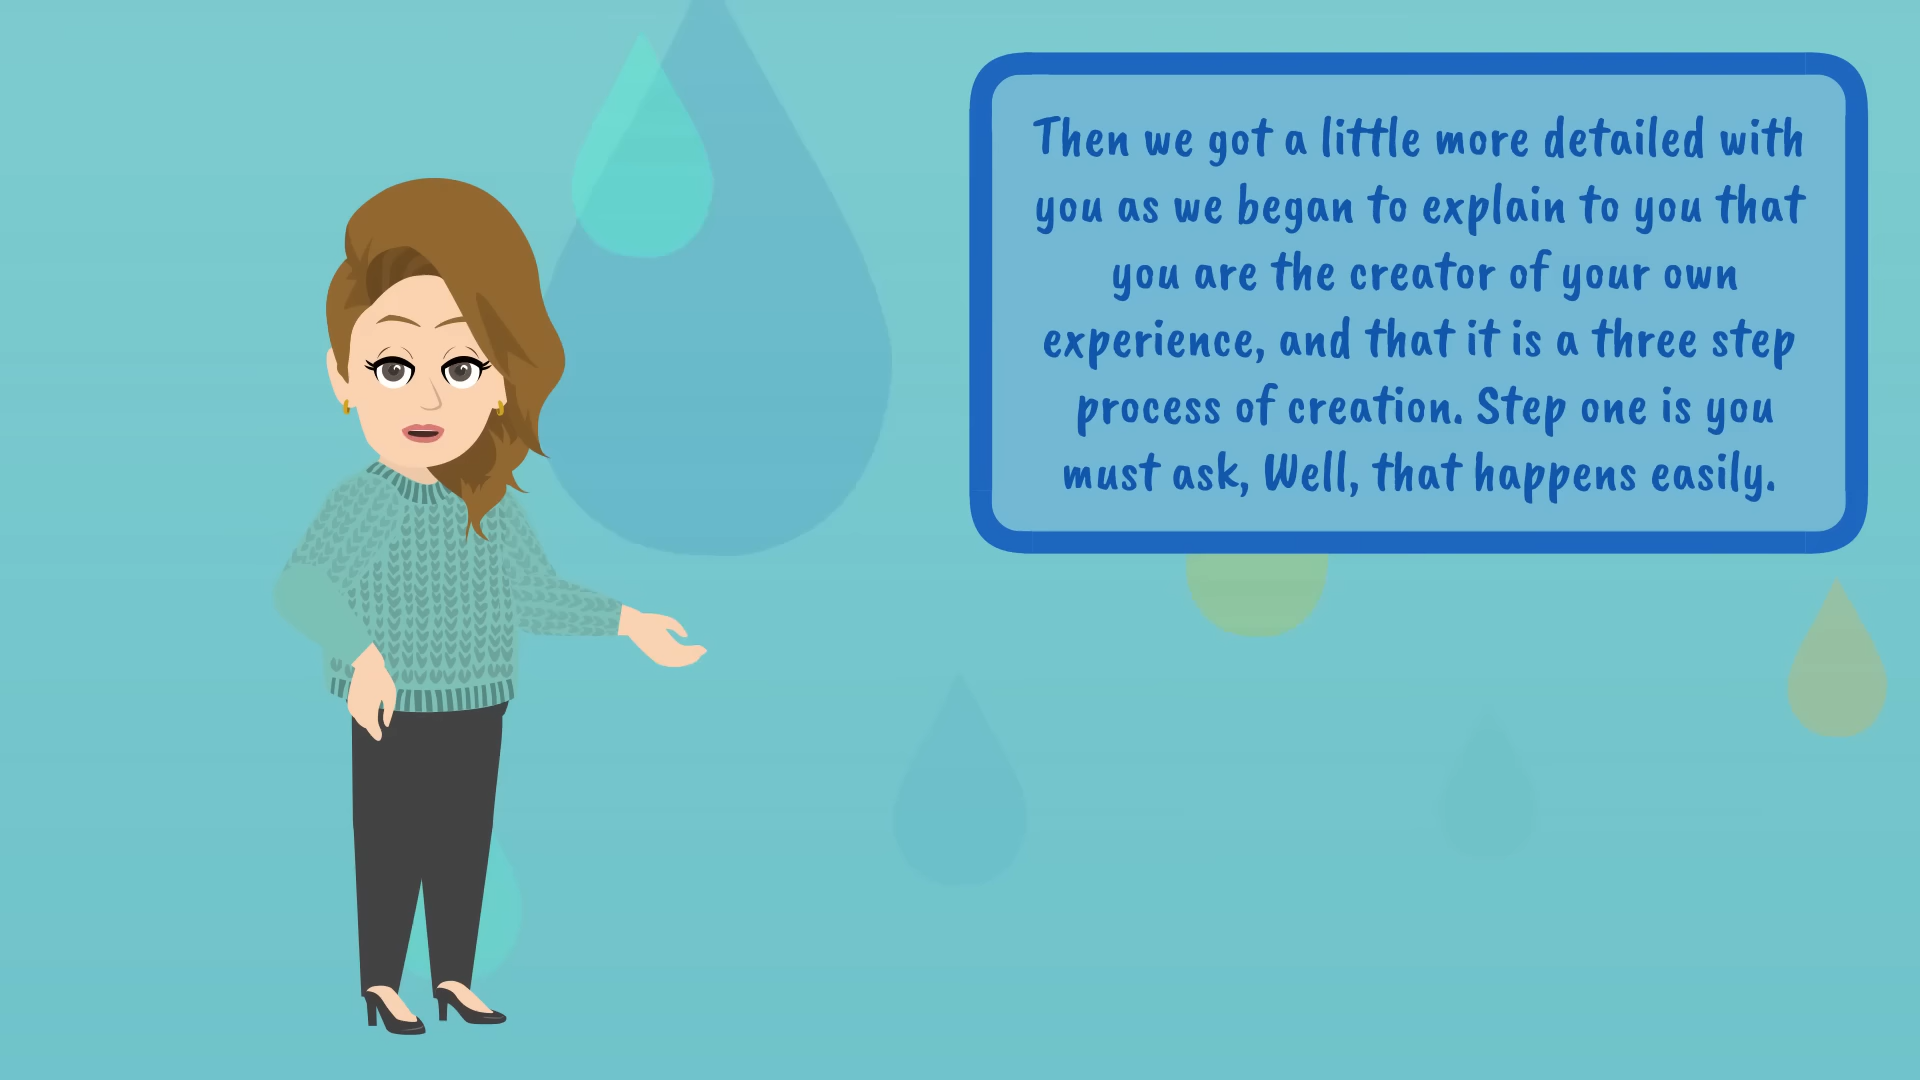 Then we got a little more detailed with
you as we began to explain to you that
you are the creator of your own
experience, and that it is a three step
process of creation. Step one is you
must ask, Well, that happens easily.